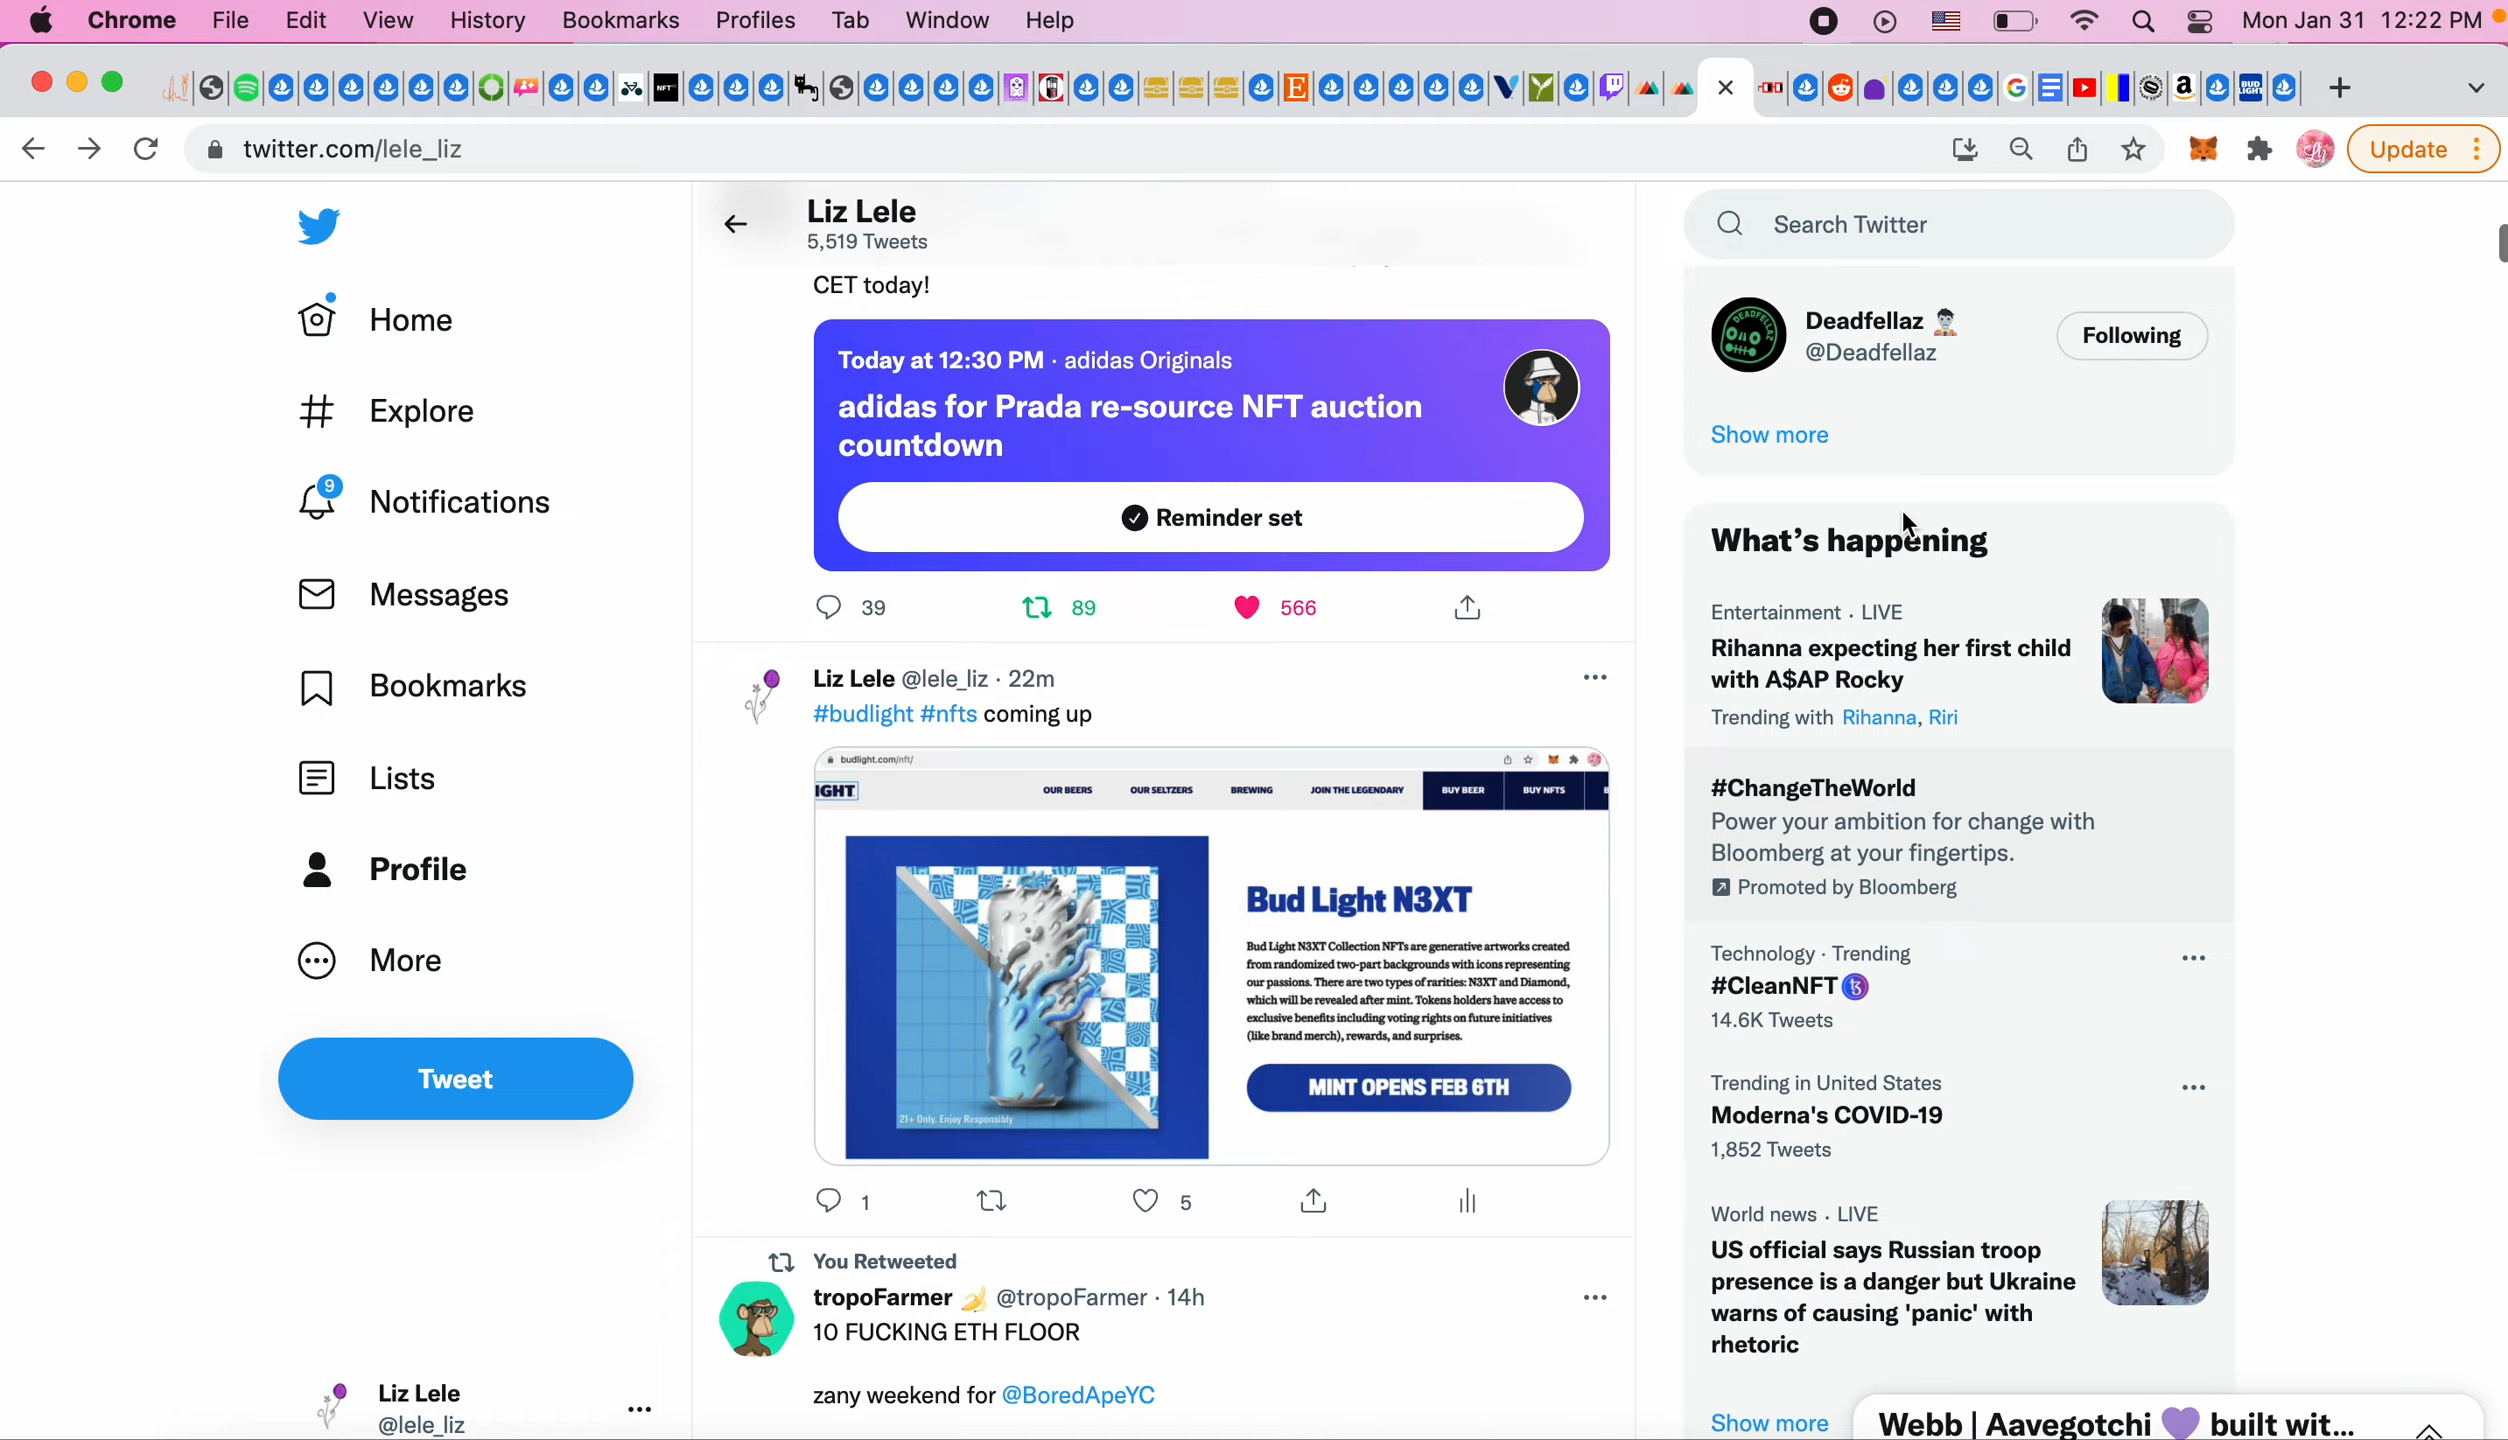 Chrome File Edit View History Bookmarks Profiles Tab Window Help Mon Jan 31 12:22 PM
twitter.com/lele_liz Update
Liz Lele
5,519 Tweets
Search Twitter
Home
Explore
9
Notifications
Messages
Bookmarks
Lists
Profile
More
Tweet
Liz Lele
@lele_liz
CET today!
Today at 12:30 PM · adidas Originals
adidas for Prada re-source NFT auction
countdown
Reminder set
39 89 566
Liz Lele @lele_liz · 22m
#budlight #nfts coming up
budlight.com/nft/
IGHT OUR BEERS OUR SELTZERS BREWING JOIN THE LEGENDARY BUY BEER BUY NFTS
Bud Light N3XT
Bud Light N3XT Collection NFTs are generative artworks created
from randomized two-part backgrounds with icons representing
our passions. There are two types of rarities: N3XT and Diamond,
which will be revealed after mint. Tokens holders have access to
exclusive benefits including voting rights on future initiatives
(like brand merch), rewards, and surprises.
MINT OPENS FEB 6TH
21+ Only. Enjoy Responsibly
1 5
You Retweeted
tropoFarmer 🍌 @tropoFarmer · 14h
10 FUCKING ETH FLOOR
zany weekend for @BoredApeYC
DEADFELLAZ
Deadfellaz
@Deadfellaz
Following
Show more
What's happening
Entertainment · LIVE
Rihanna expecting her first child
with A$AP Rocky
Trending with Rihanna, Riri
#ChangeTheWorld
Power your ambition for change with
Bloomberg at your fingertips.
Promoted by Bloomberg
Technology · Trending
#CleanNFT
14.6K Tweets
Trending in United States
Moderna's COVID-19
1,852 Tweets
World news · LIVE
US official says Russian troop
presence is a danger but Ukraine
warns of causing 'panic' with
rhetoric
Show more
Webb | Aavegotchi 💜 built wit...